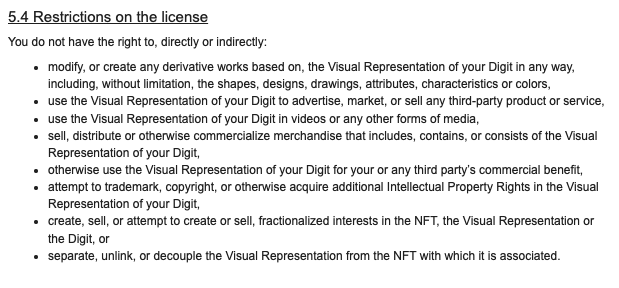 5.4 Restrictions on the license
You do not have the right to, directly or indirectly:
• modify, or create any derivative works based on, the Visual Representation of your Digit in any way,
including, without limitation, the shapes, designs, drawings, attributes, characteristics or colors,
• use the Visual Representation of your Digit to advertise, market, or sell any third-party product or service,
• use the Visual Representation of your Digit in videos or any other forms of media,
• sell, distribute or otherwise commercialize merchandise that includes, contains, or consists of the Visual
Representation of your Digit,
• otherwise use the Visual Representation of your Digit for your or any third party's commercial benefit,
• attempt to trademark, copyright, or otherwise acquire additional Intellectual Property Rights in the Visual
Representation of your Digit,
• create, sell, or attempt to create or sell, fractionalized interests in the NFT, the Visual Representation or
the Digit, or
• separate, unlink, or decouple the Visual Representation from the NFT with which it is associated.